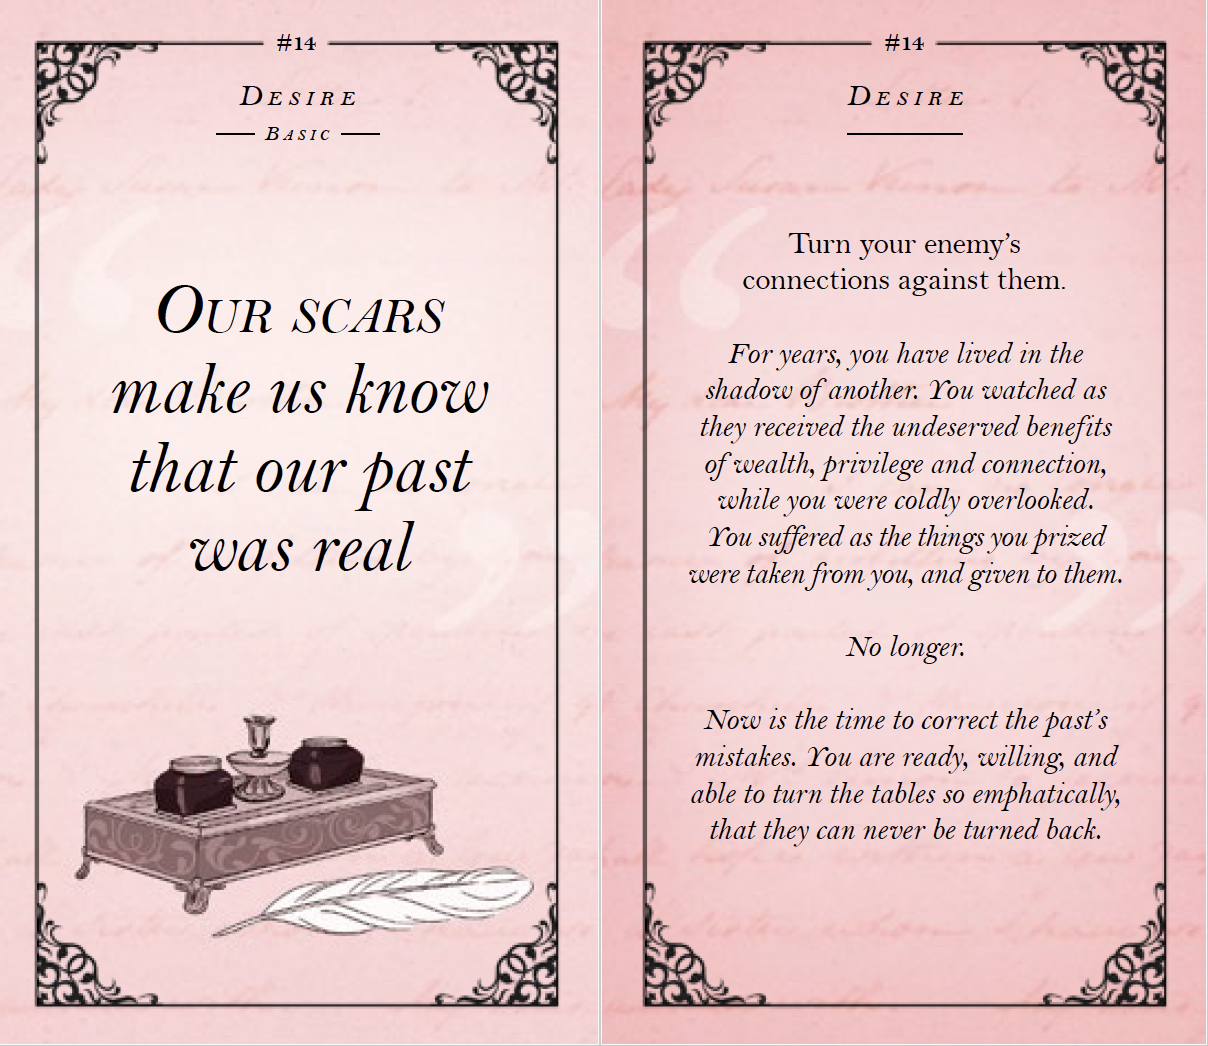 #14
DESIRE
BASIC
OUR SCARS
make us know
that our past
was real
#14
DESIRE
Turn your enemy's
connections against them.
For years, you have lived in the
shadow of another. You watched as
they received the undeserved benefits
of wealth, privilege and connection,
while you were coldly overlooked.
You suffered as the things you prized
were taken from you, and given to them.
No longer.
Now is the time to correct the past's
mistakes. You are ready, willing, and
able to turn the tables so emphatically,
that they can never be turned back.